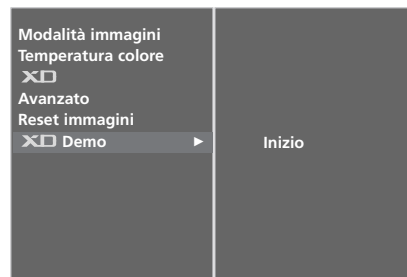 Modalità immagini
Temperatura colore
XD
Avanzato
Reset immagini
XD Demo ►
Inizio